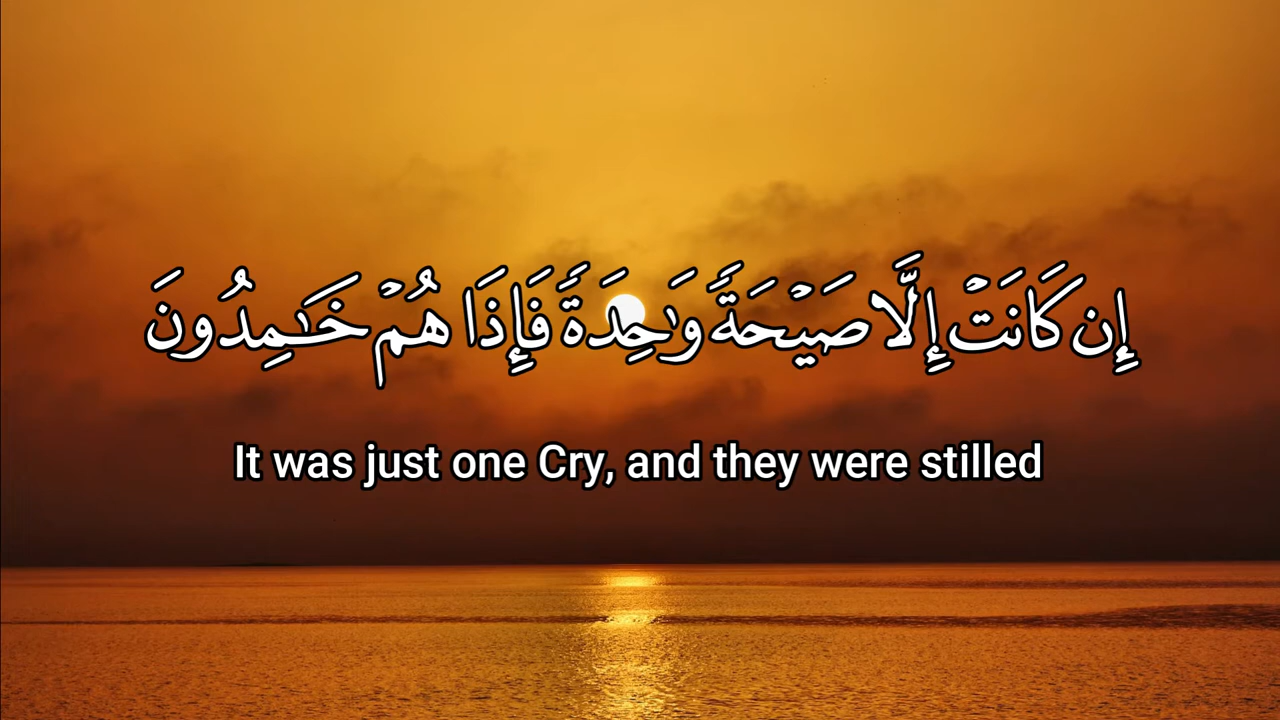 إِن كَانَتْ إِلَّا صَيْحَةً وَٰحِدَةً فَإِذَا هُمْ خَـٰمِدُونَ
It was just one Cry, and they were stilled